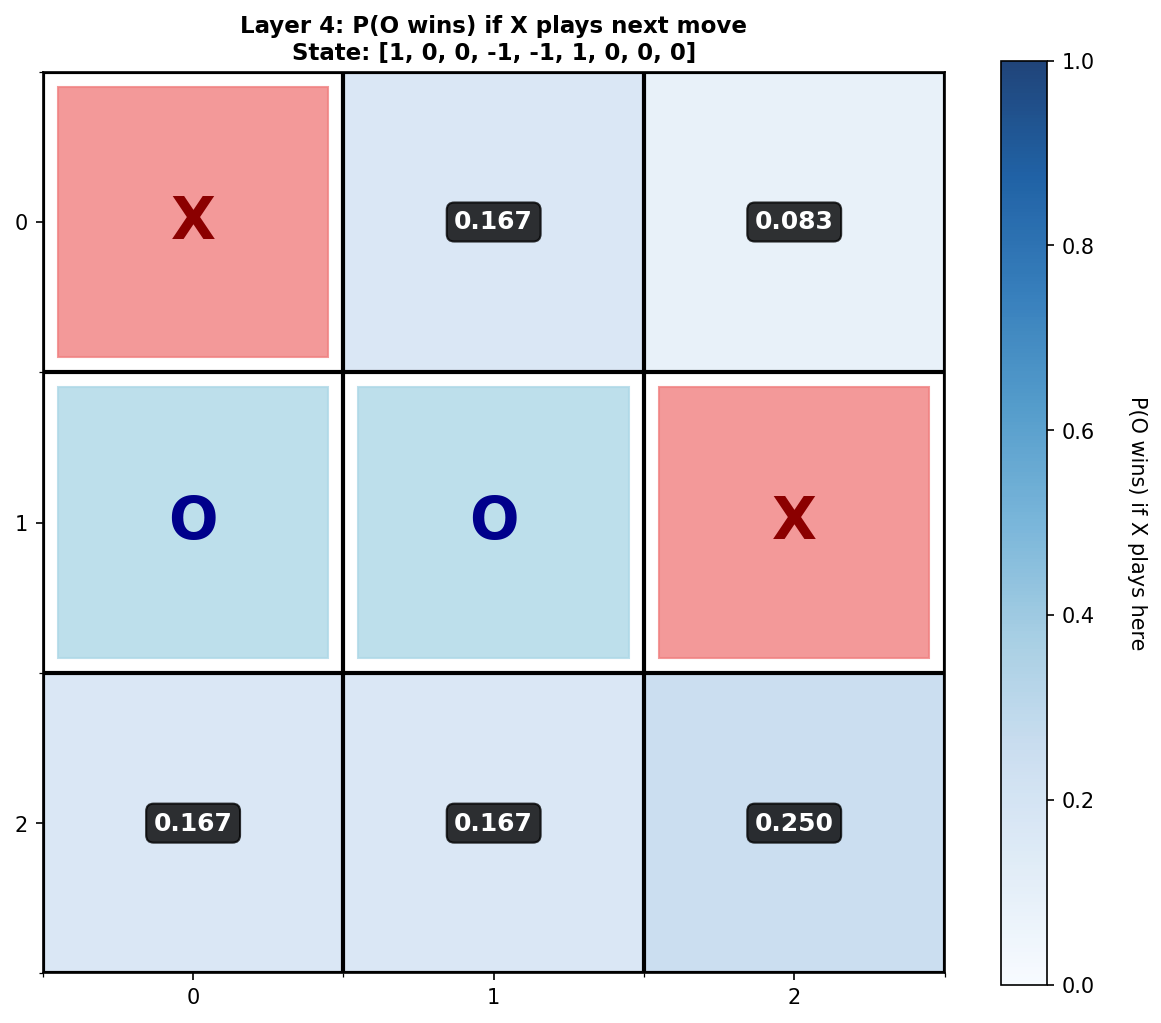 Layer 4: P(O wins) if X plays next move
State: [1, 0, 0, -1, -1, 1, 0, 0, 0]
0
X
0.167
0.083
1
O
O
X
2
0.167
0.167
0.250
0
1
2
1.0
0.8
0.6
0.4
0.2
0.0
P(O wins) if X plays here